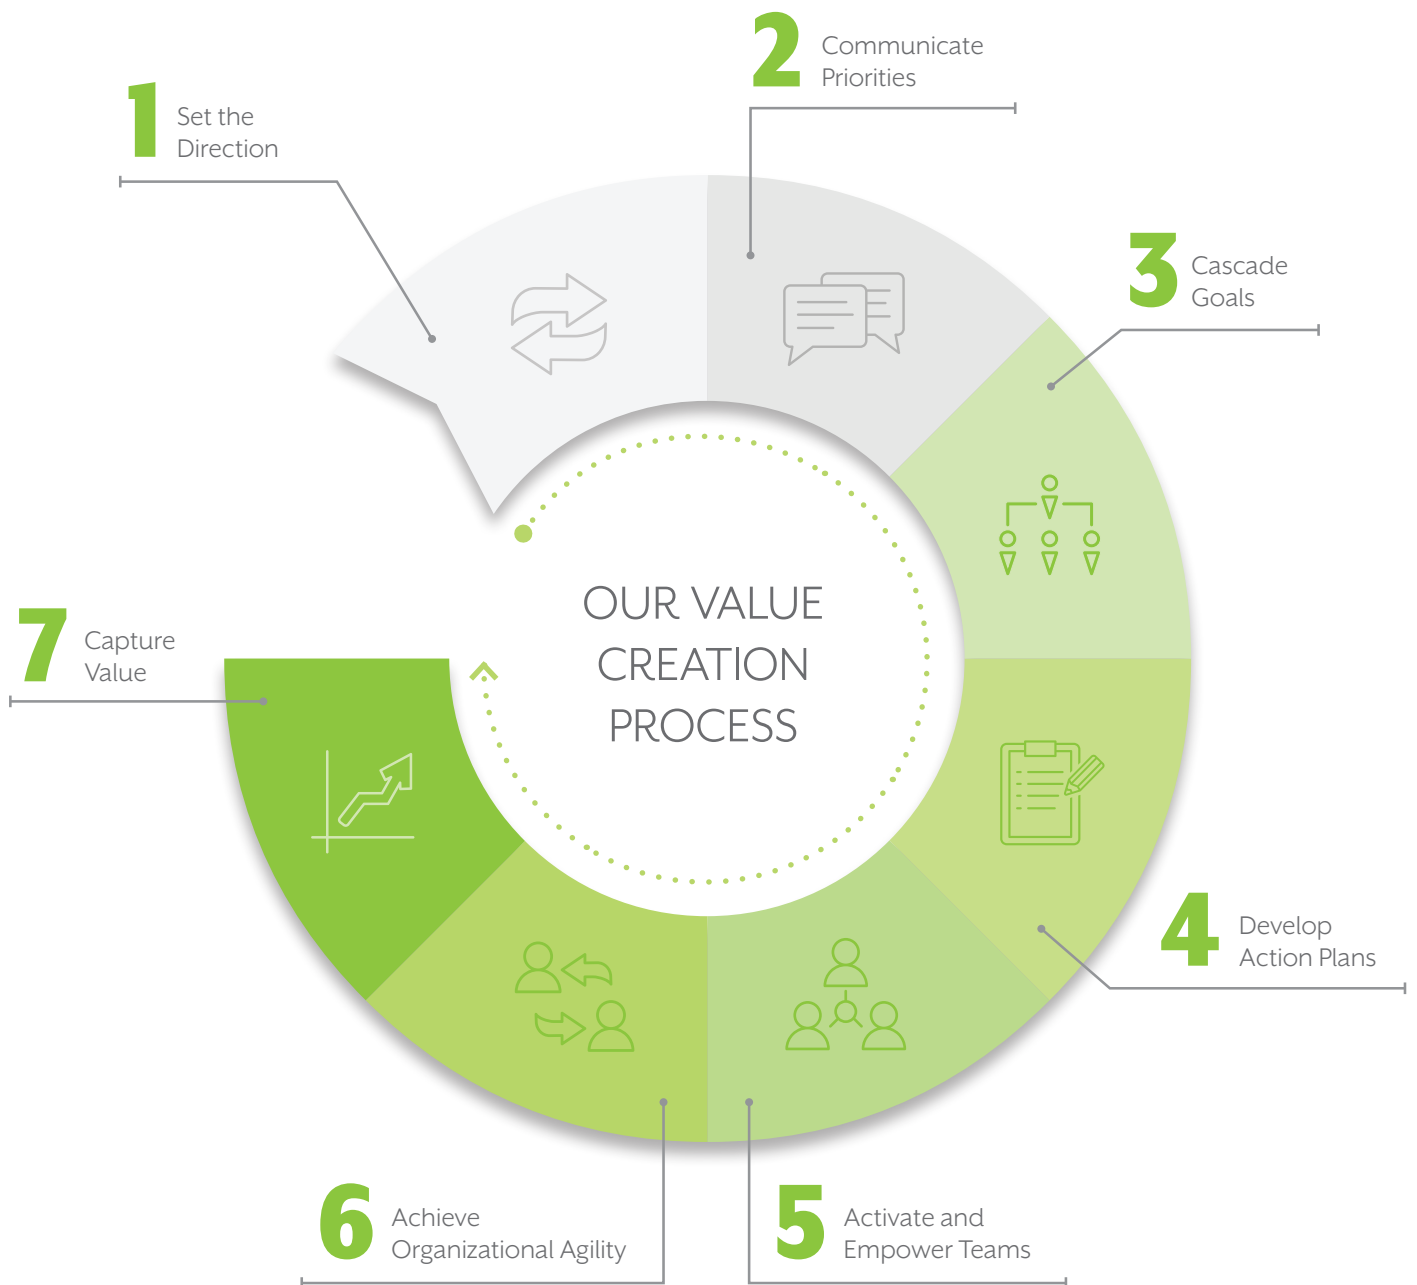 1
Set the
Direction
2
Communicate
Priorities
3
Cascade
Goals
4
Develop
Action Plans
5
Activate and
Empower Teams
6
Achieve
Organizational Agility
7
Capture
Value
OUR VALUE
CREATION
PROCESS